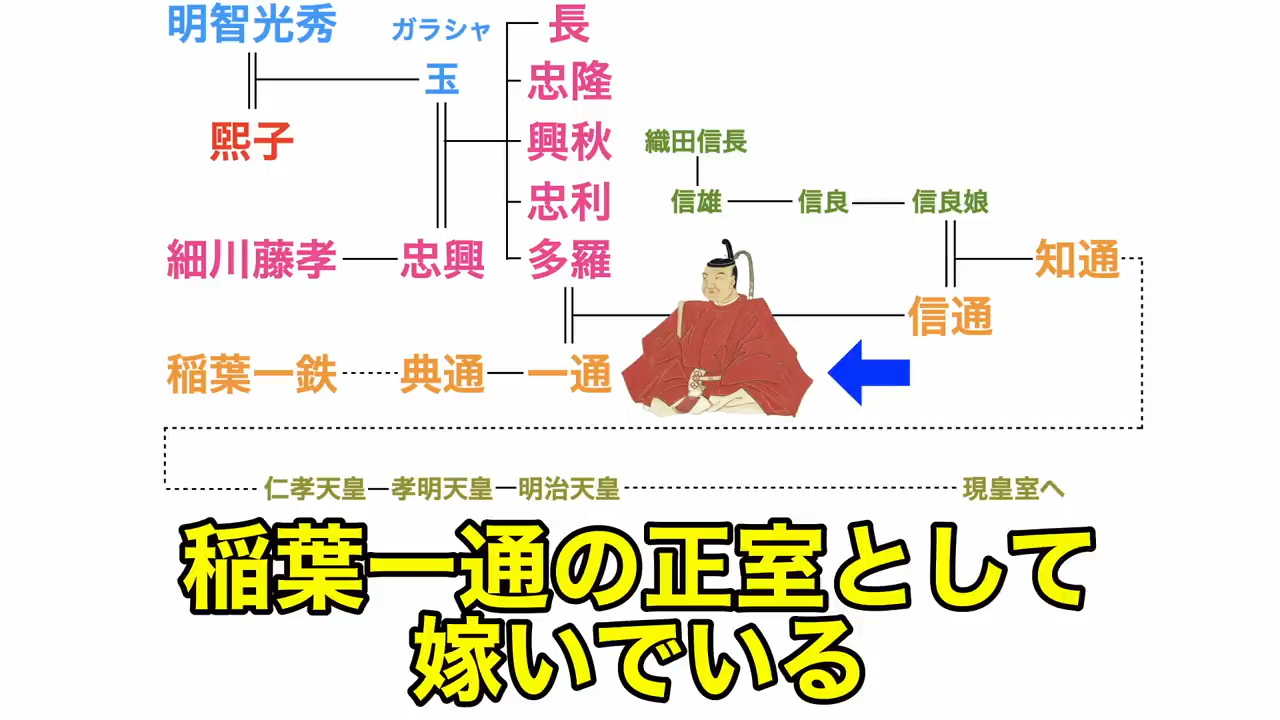 明智光秀
ガラシャ
長
玉
忠隆
熙子
興秋
織田信長
忠利
信雄
信良
信良娘
細川藤孝
忠興
多羅
知通
信通
稲葉一鉄
典通
一通
仁孝天皇
孝明天皇
明治天皇
現皇室へ
稲葉一通の正室として
嫁いでいる